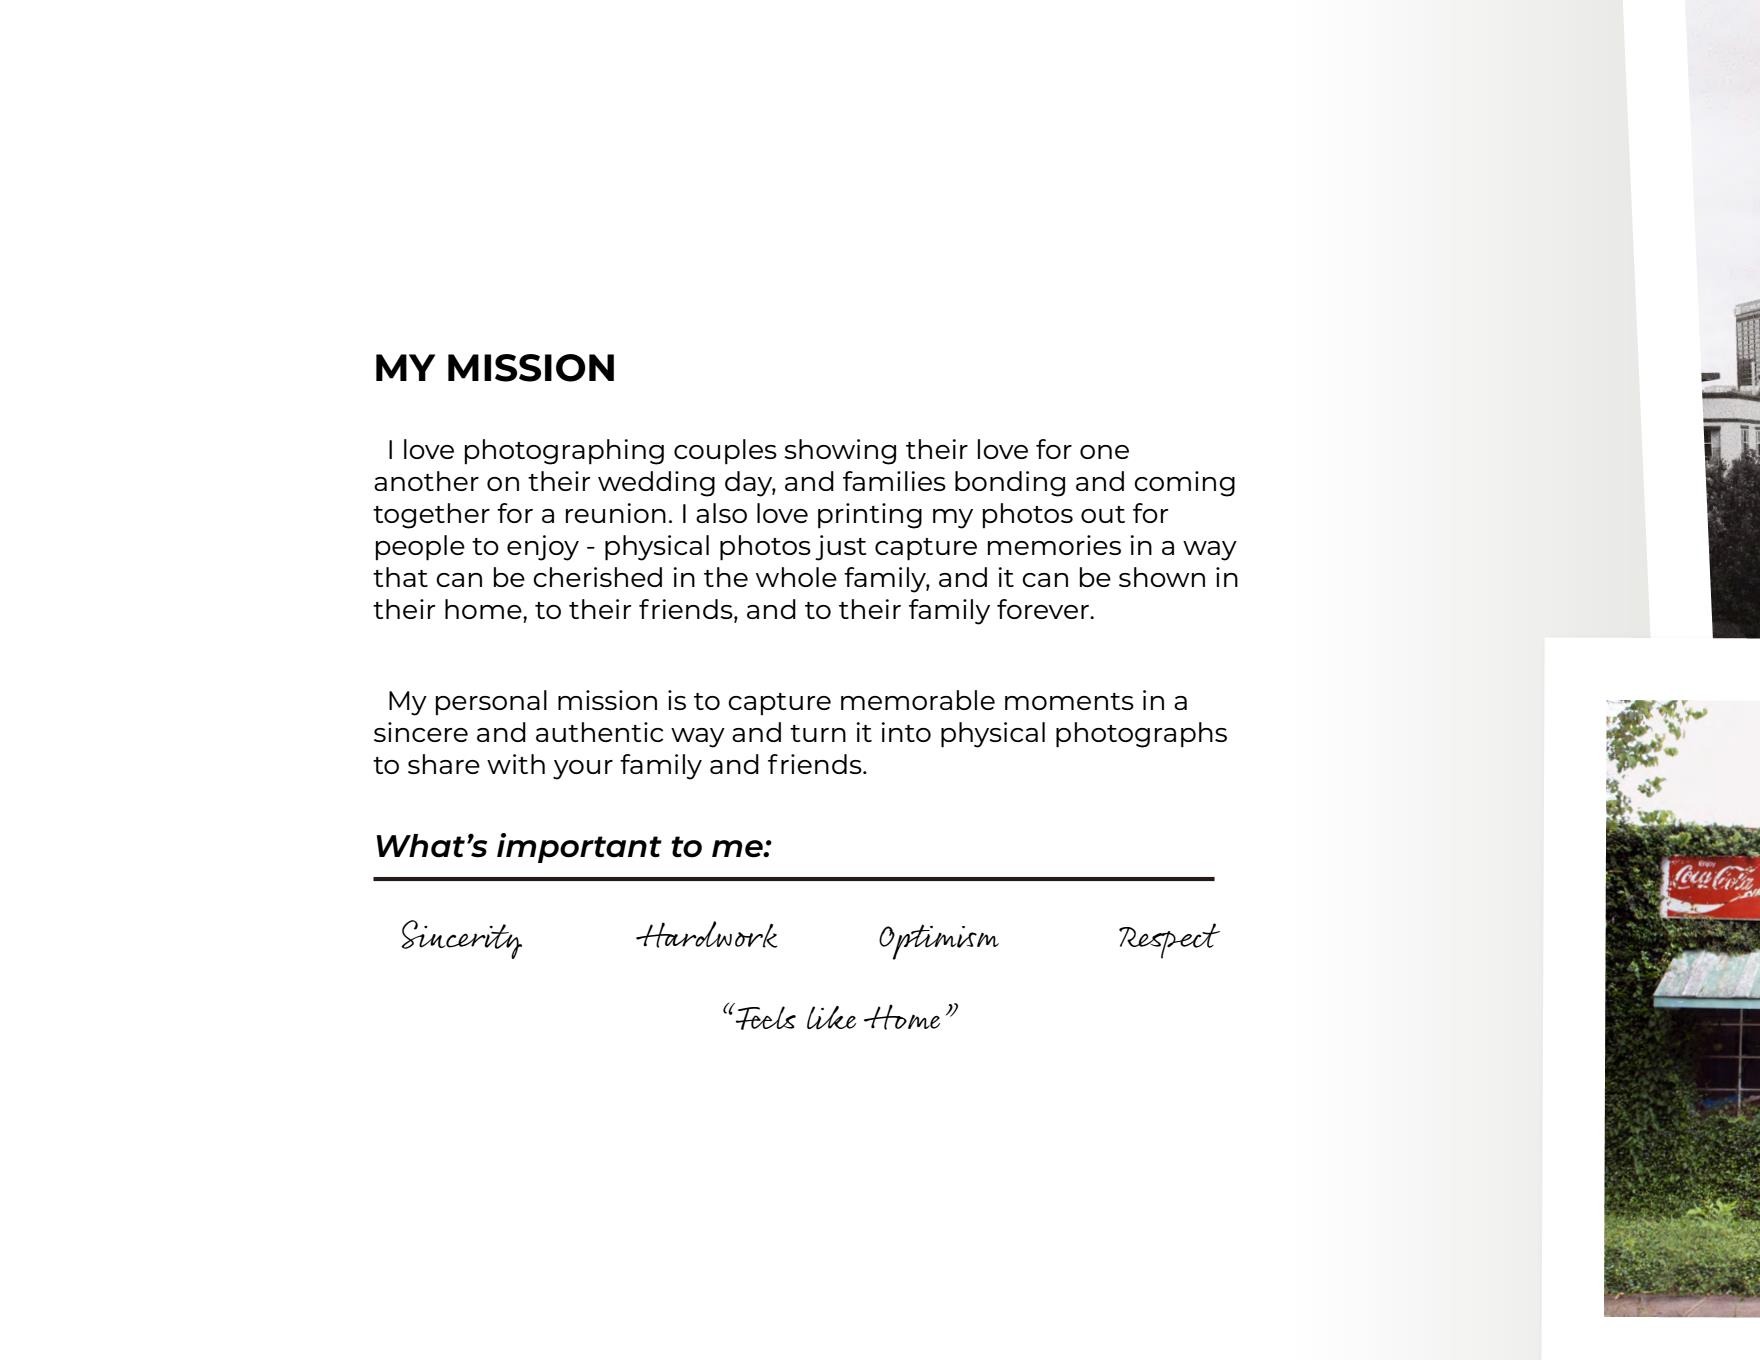 MY MISSION
I love photographing couples showing their love for one
another on their wedding day, and families bonding and coming
together for a reunion. I also love printing my photos out for
people to enjoy - physical photos just capture memories in a way
that can be cherished in the whole family, and it can be shown in
their home, to their friends, and to their family forever.
My personal mission is to capture memorable moments in a
sincere and authentic way and turn it into physical photographs
to share with your family and friends.
What’s important to me:
Sincerity Hardwork Optimism Respect
“Feels like Home”
Enjoy
Coca-Cola